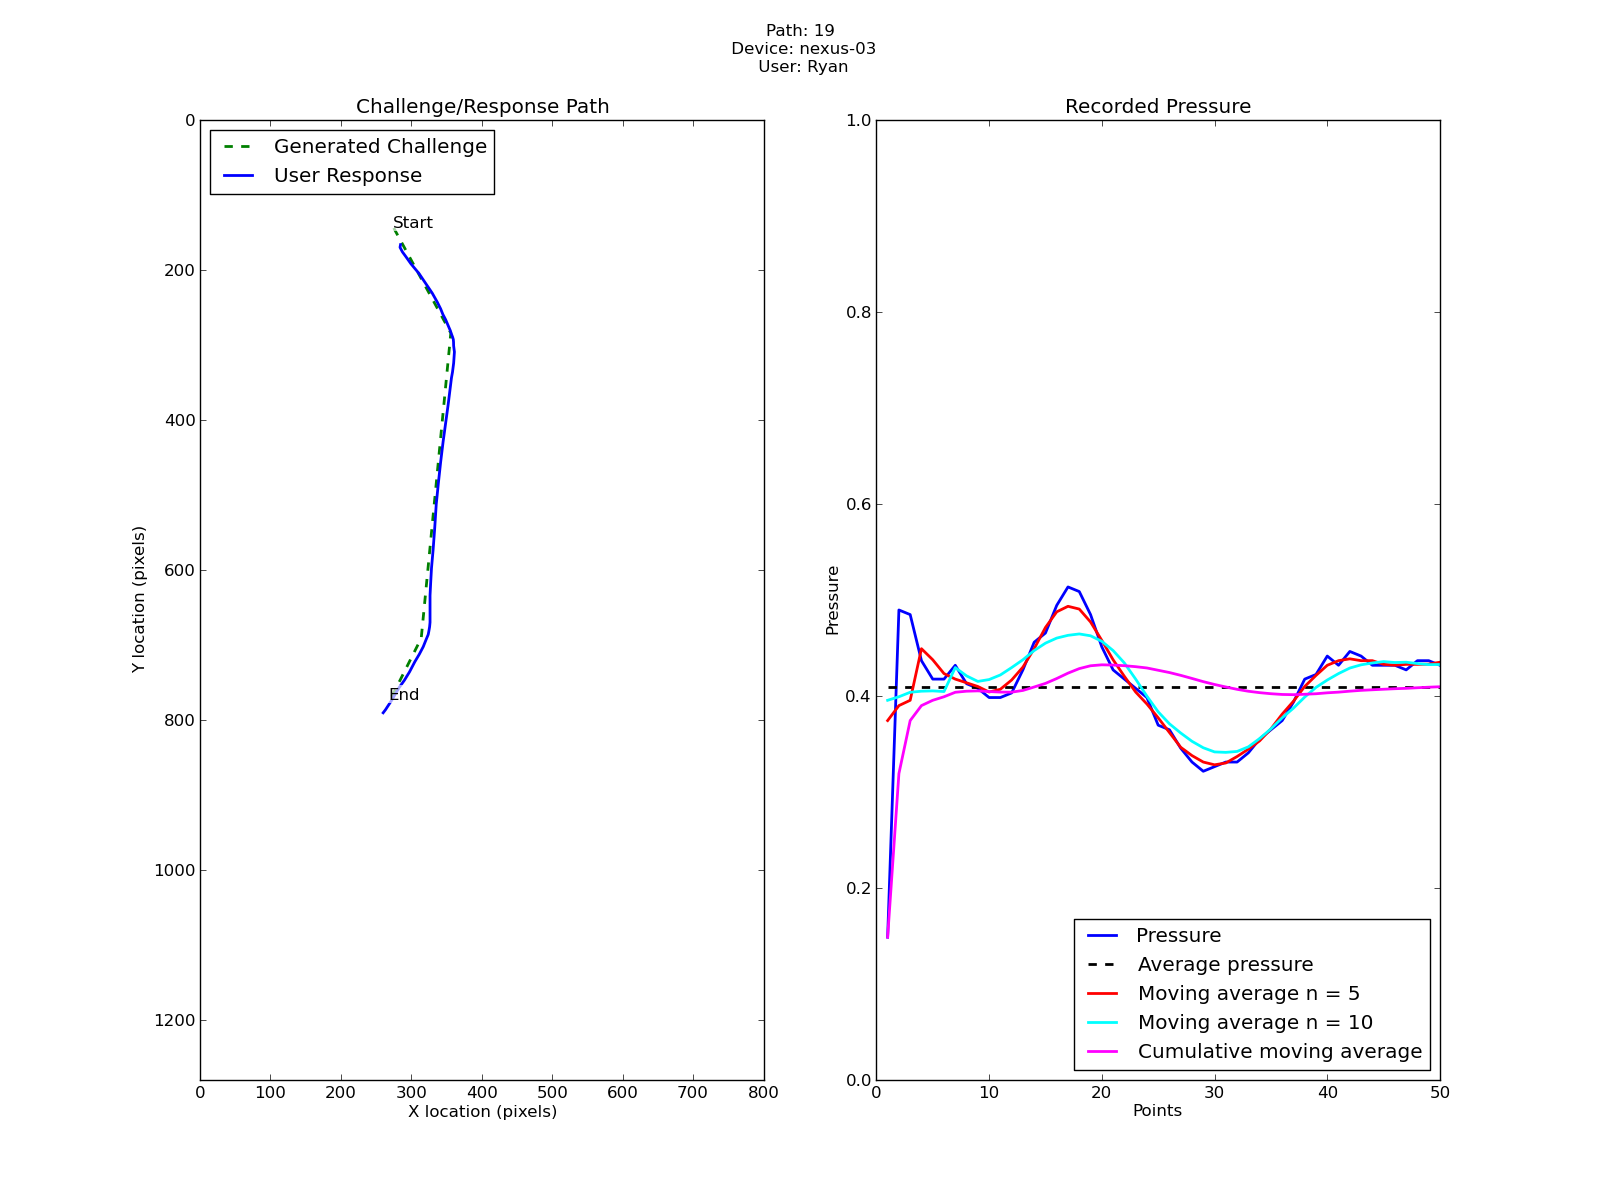 Path: 19
Device: nexus-03
User: Ryan
Challenge/Response Path
Generated Challenge
User Response
Start
End
0
200
400
600
800
1000
1200
Y location (pixels)
0 100 200 300 400 500 600 700 800
X location (pixels)
Recorded Pressure
1.0
0.8
0.6
0.4
0.2
0.0
Pressure
Pressure
Average pressure
Moving average n = 5
Moving average n = 10
Cumulative moving average
0 10 20 30 40 50
Points